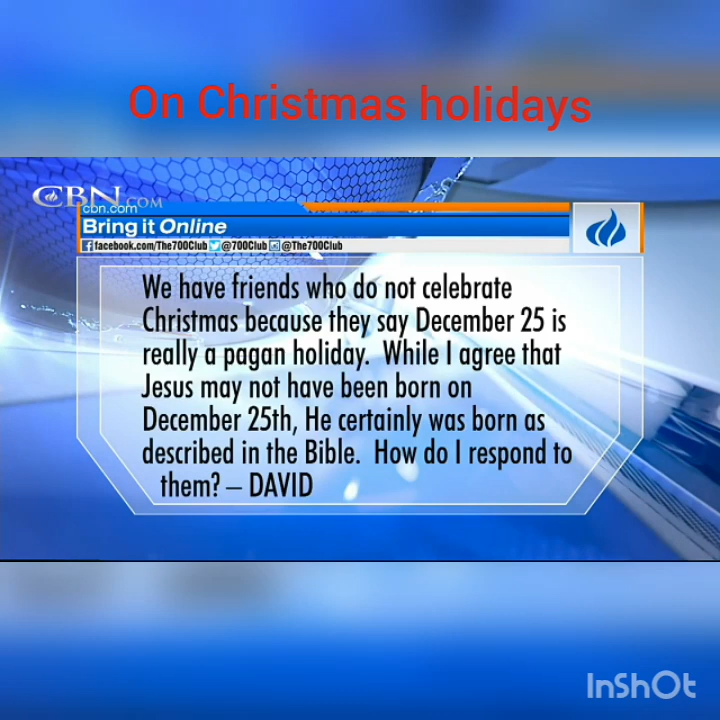 On Christmas holidays
CBN.COM
cbn.com
Bring it Online
facebook.com/The700Club @700Club @The700Club
We have friends who do not celebrate
Christmas because they say December 25 is
really a pagan holiday. While I agree that
Jesus may not have been born on
December 25th, He certainly was born as
described in the Bible. How do I respond to
them? – DAVID
InShOt